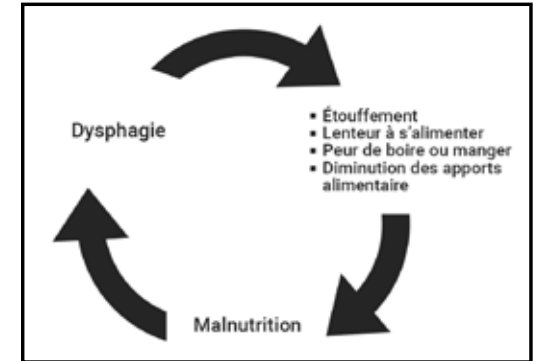 Dysphagie
▪ Étouffement
▪ Lenteur à s'alimenter
▪ Peur de boire ou manger
▪ Diminution des apports
alimentaire
Malnutrition